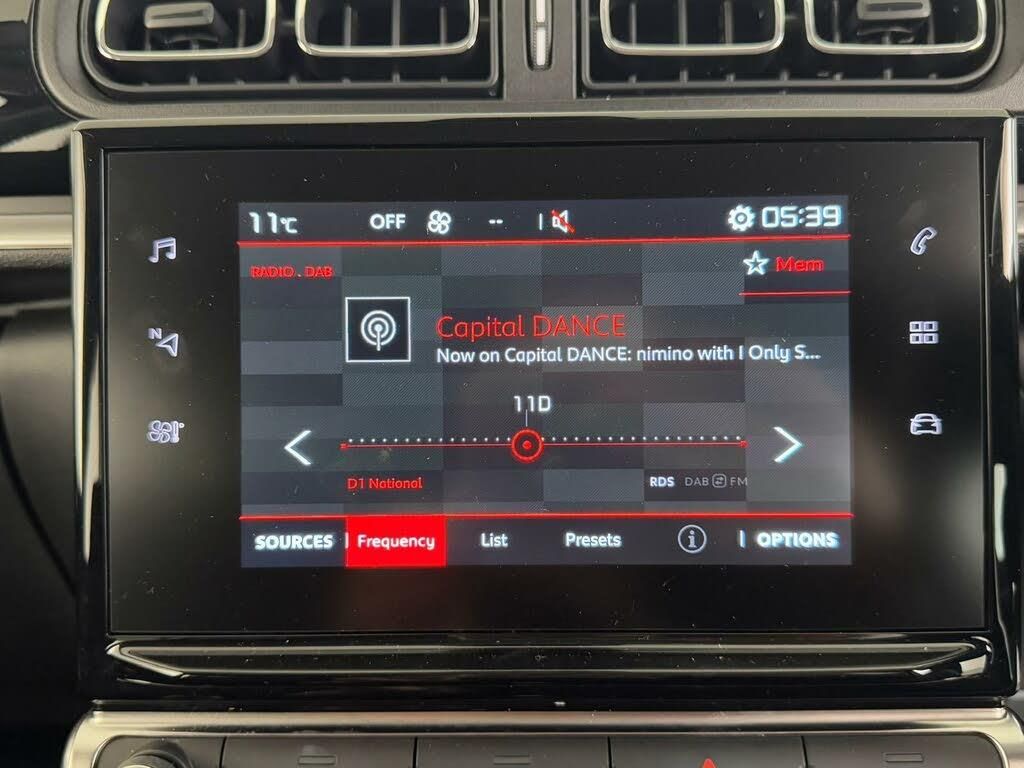 11°C OFF -- 05:39
RADIO . DAB
Mem
Capital DANCE
Now on Capital DANCE: nimino with I Only S...
N
11D
D1 National
RDS DAB FM
SOURCES Frequency List Presets i OPTIONS